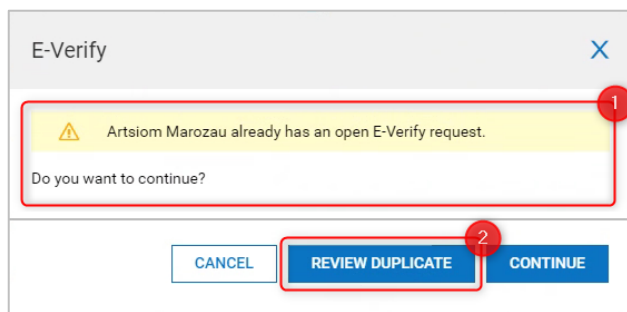 E-Verify
X
1
Artsiom Marozau already has an open E-Verify request.
Do you want to continue?
2
CANCEL REVIEW DUPLICATE CONTINUE